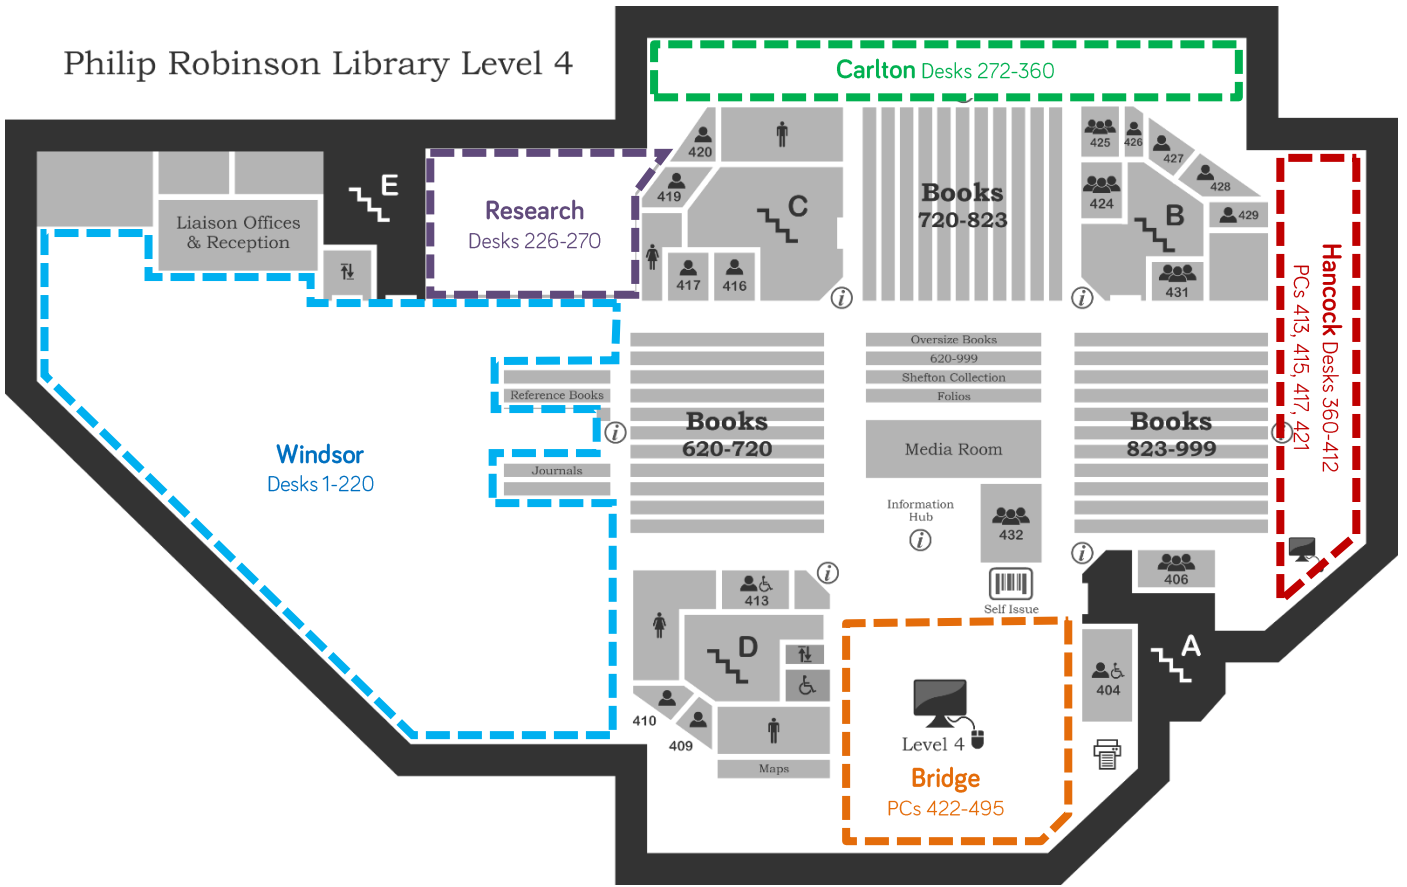 Philip Robinson Library Level 4
Carlton Desks 272-360
E
Liaison Offices
& Reception
Research
Desks 226-270
420
419
417
416
C
Books
720-823
425
426
427
428
424
429
B
431
Hancock Desks 360-412
PCs 413, 415, 417, 421
i
i
Oversize Books
620-999
Shefton Collection
Folios
Reference Books
Journals
Windsor
Desks 1-220
i
Books
620-720
Media Room
Books
823-999
i
Information
Hub
i
432
Self Issue
i
406
i
413
D
410
409
Maps
A
404
Level 4
Bridge
PCs 422-495